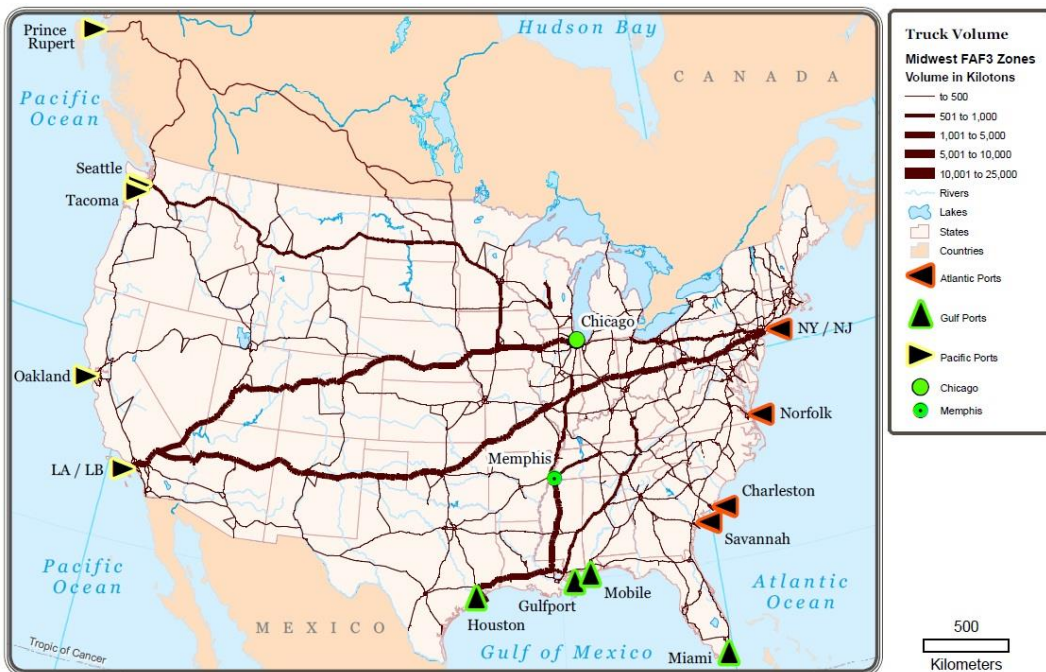 Prince
Rupert
Hudson Bay
CANADA
Pacific
Ocean
Seattle
Tacoma
Chicago
NY / NJ
Oakland
Norfolk
Memphis
LA / LB
Charleston
Savannah
Pacific
Ocean
Atlantic
Ocean
Gulfport
Mobile
Houston
MEXICO
Gulf of Mexico
Miami
Tropic of Cancer
Truck Volume
Midwest FAF3 Zones
Volume in Kilotons
to 500
501 to 1,000
1,001 to 5,000
5,001 to 10,000
10,001 to 25,000
Rivers
Lakes
States
Countries
Atlantic Ports
Gulf Ports
Pacific Ports
Chicago
Memphis
500
Kilometers